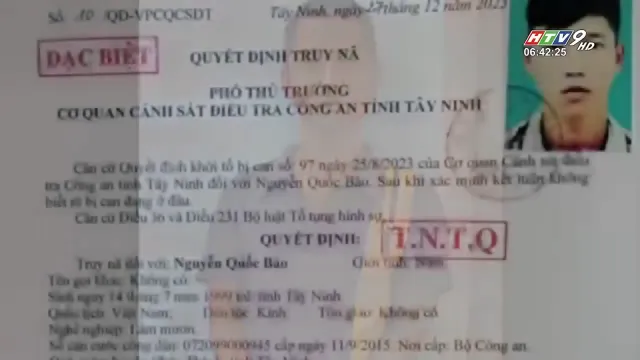 Số: 10 /QĐ-VPCQCSĐT
Tây Ninh, ngày 27 tháng 12 năm 2023
HTV9 HD
06:42:25
ĐẶC BIỆT
QUYẾT ĐỊNH TRUY NÃ
PHÓ THỦ TRƯỞNG
CƠ QUAN CẢNH SÁT ĐIỀU TRA CÔNG AN TỈNH TÂY NINH
Căn cứ Quyết định khởi tố bị can số: 97 ngày 25/8/2023 của Cơ quan Cảnh sát điều
tra Công an tỉnh Tây Ninh đối với Nguyễn Quốc Bảo. Sau khi xác minh kết luận không
biết rõ bị can đang ở đâu.
Căn cứ Điều 36 và Điều 231 Bộ luật Tố tụng hình sự,
QUYẾT ĐỊNH:
T.N.T.Q
Truy nã đối với: Nguyễn Quốc Bảo Giới tính: Nam
Tên gọi khác: Không có
Sinh ngày 14 tháng 7 năm 1999 tại: tỉnh Tây Ninh
Quốc tịch: Việt Nam; Dân tộc: Kinh Tôn giáo: Không có
Nghề nghiệp: Làm mướn.
Số căn cước công dân: 072099000945 cấp ngày 11/9/2015 Nơi cấp: Bộ Công an.